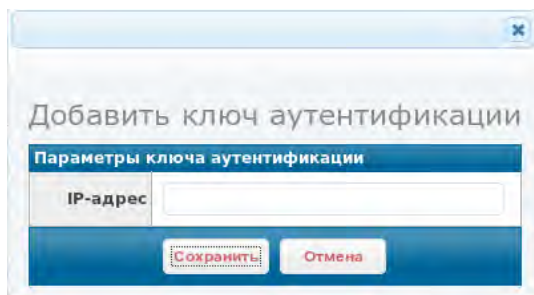 Добавить ключ аутентификации
Параметры ключа аутентификации
IP-адрес
Сохранить Отмена